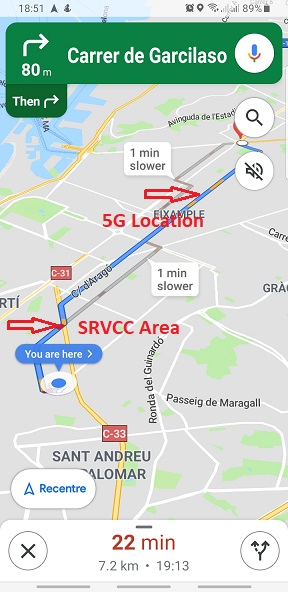 18:51
89%
Carrer de Garcilaso
80 m
Then
Avinguda de l'Estadi
1 min
slower
5G Location
EIXAMPLE
Carre
C-31
C/ d'Aragó
1 min
slower
GRÀC
RTÍ
SRVCC Area
You are here
Ronda del Guinardó
Passeig de Maragall
C-33
SANT ANDREU
PALOMAR
Recentre
22 min
7.2 km • 19:13